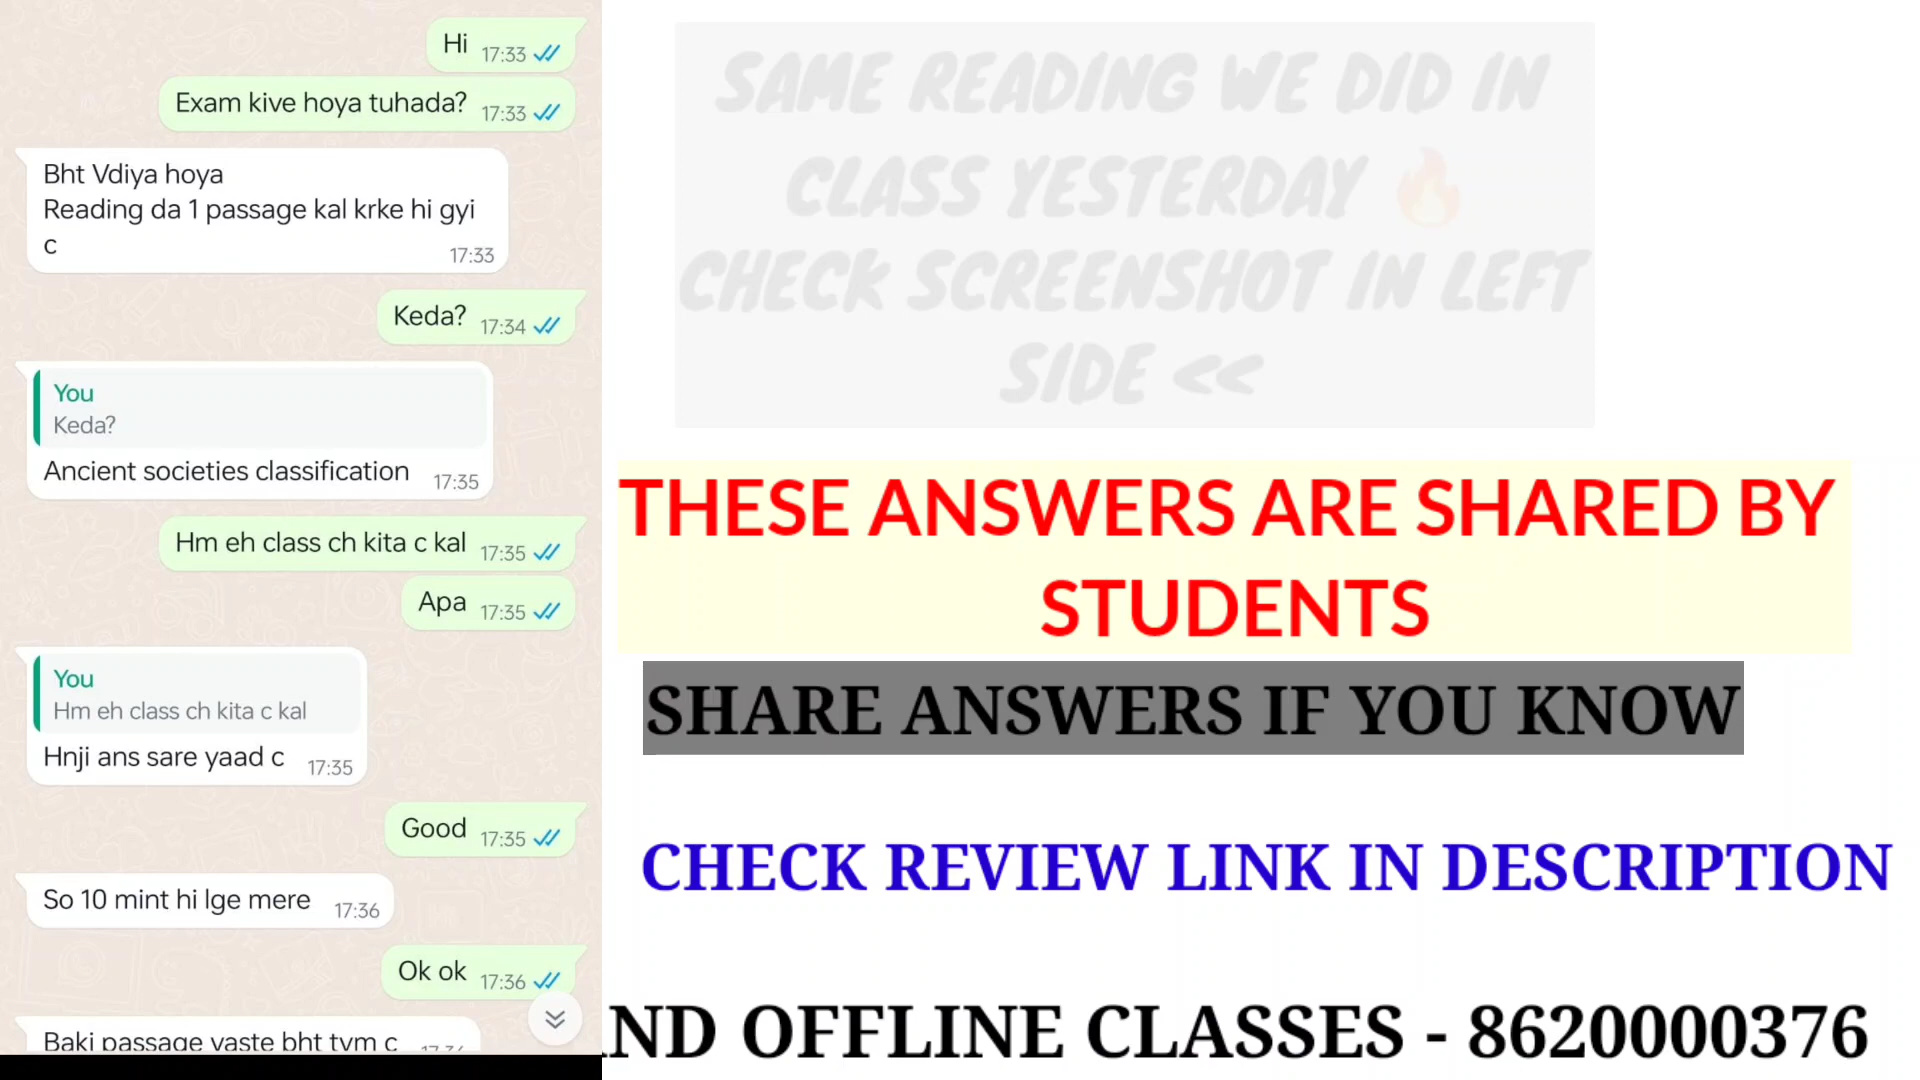 Hi 17:33
Exam kive hoya tuhada? 17:33
Bht Vdiya hoya
Reading da 1 passage kal krke hi gyi
c 17:33
Keda? 17:34
You
Keda?
Ancient societies classification 17:35
Hm eh class ch kita c kal 17:35
Apa 17:35
You
Hm eh class ch kita c kal
Hnji ans sare yaad c 17:35
Good 17:35
So 10 mint hi lge mere 17:36
Ok ok 17:36
Baki passage vaste bht tym c
SAME READING WE DID IN
CLASS YESTERDAY 🔥
CHECK SCREENSHOT IN LEFT
SIDE <<
THESE ANSWERS ARE SHARED BY
STUDENTS
SHARE ANSWERS IF YOU KNOW
CHECK REVIEW LINK IN DESCRIPTION
ND OFFLINE CLASSES - 8620000376